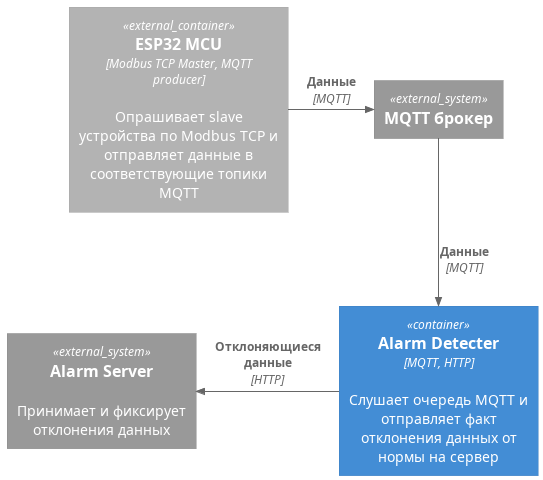 «external_container»
ESP32 MCU
[Modbus TCP Master, MQTT
producer]
Опрашивает slave
устройства по Modbus TCP и
отправляет данные в
соответствующие топики
MQTT
Данные
[MQTT]
«external_system»
MQTT брокер
Данные
[MQTT]
«container»
Alarm Detecter
[MQTT, HTTP]
Слушает очередь MQTT и
отправляет факт
отклонения данных от
нормы на сервер
Отклоняющиеся
данные
[HTTP]
«external_system»
Alarm Server
Принимает и фиксирует
отклонения данных